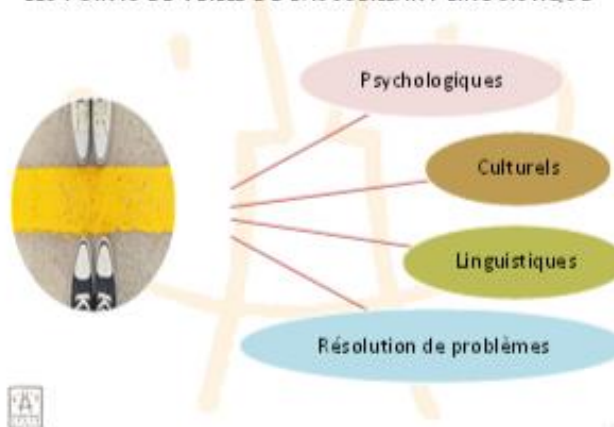 Psychologiques
Culturels
Linguistiques
Résolution de problèmes